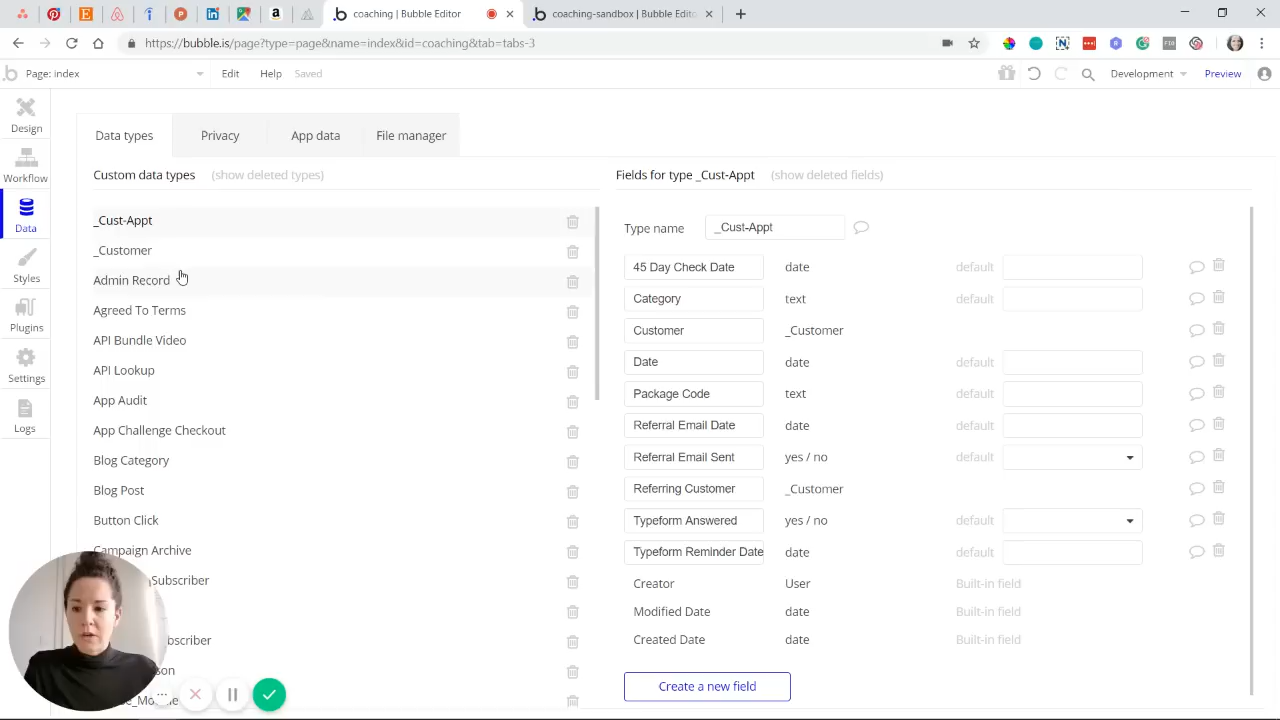 coaching | Bubble Editor
coaching-sandbox | Bubble Edito
https://bubble.is/page?type=page&name=index&id=coaching&tab=tabs-3
Page: index
Edit
Help
Saved
Development
Preview
Design
Workflow
Data
Styles
Plugins
Settings
Logs
Data types
Privacy
App data
File manager
Custom data types (show deleted types)
_Cust-Appt
_Customer
Admin Record
Agreed To Terms
API Bundle Video
API Lookup
App Audit
App Challenge Checkout
Blog Category
Blog Post
Button Click
Campaign Archive
Subscriber
Fields for type _Cust-Appt (show deleted fields)
Type name _Cust-Appt
45 Day Check Date date default
Category text default
Customer _Customer
Date date default
Package Code text default
Referral Email Date date default
Referral Email Sent yes / no default
Referring Customer _Customer
Typeform Answered yes / no default
Typeform Reminder Date date default
Creator User Built-in field
Modified Date date Built-in field
Created Date date Built-in field
Create a new field